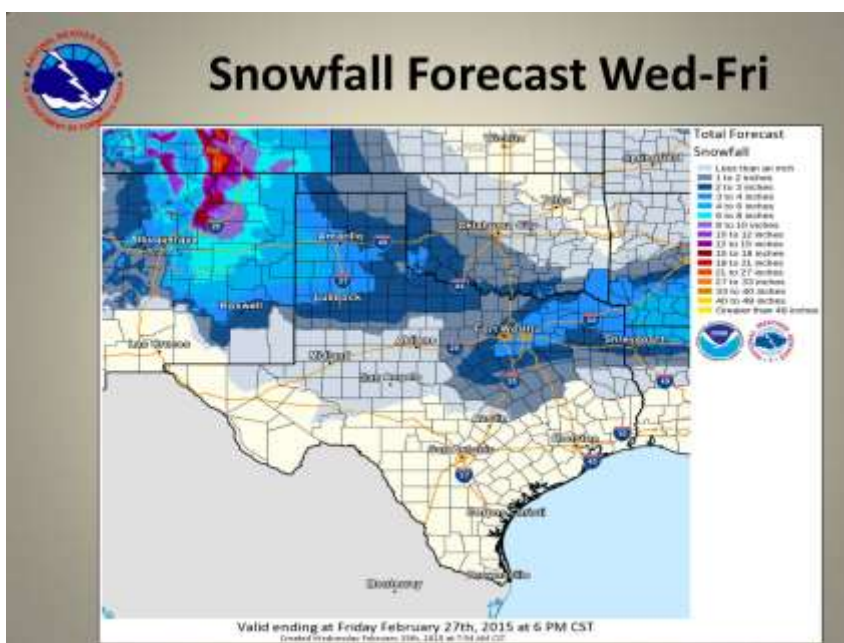 Snowfall Forecast Wed-Fri
Total Forecast
Snowfall
Less than an inch
1 to 2 inches
2 to 3 inches
3 to 4 inches
4 to 6 inches
6 to 8 inches
8 to 10 inches
10 to 12 inches
12 to 15 inches
15 to 18 inches
18 to 21 inches
21 to 27 inches
27 to 33 inches
33 to 40 inches
40 to 48 inches
Greater than 48 inches
Wichita
Springfield
Tulsa
Albuquerque
Amarillo
Oklahoma City
Roswell
Lubbock
Fort Worth
Shreveport
Las Cruces
Midland
Abilene
San Angelo
Austin
San Antonio
Houston
Corpus Christi
Brownsville
Monterrey
Valid ending at Friday February 27th, 2015 at 6 PM CST